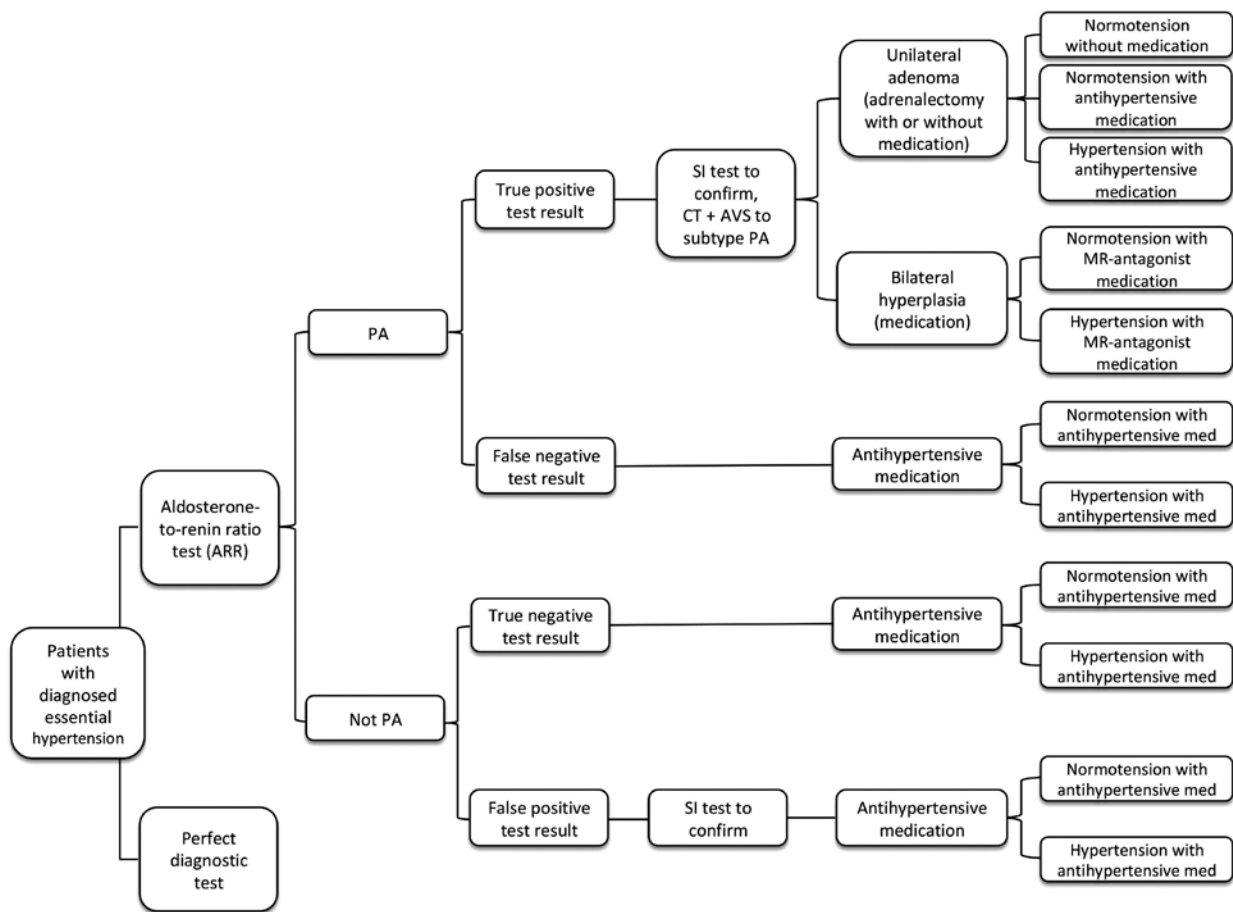 Patients
with
diagnosed
essential
hypertension
Aldosterone-
to-renin ratio
test (ARR)
Perfect
diagnostic
test
PA
Not PA
True positive
test result
False negative
test result
True negative
test result
False positive
test result
SI test to
confirm,
CT + AVS to
subtype PA
SI test to
confirm
Unilateral
adenoma
(adrenalectomy
with or without
medication)
Bilateral
hyperplasia
(medication)
Antihypertensive
medication
Antihypertensive
medication
Antihypertensive
medication
Normotension
without medication
Normotension with
antihypertensive
medication
Hypertension with
antihypertensive
medication
Normotension with
MR-antagonist
medication
Hypertension with
MR-antagonist
medication
Normotension with
antihypertensive med
Hypertension with
antihypertensive med
Normotension with
antihypertensive med
Hypertension with
antihypertensive med
Normotension with
antihypertensive med
Hypertension with
antihypertensive med